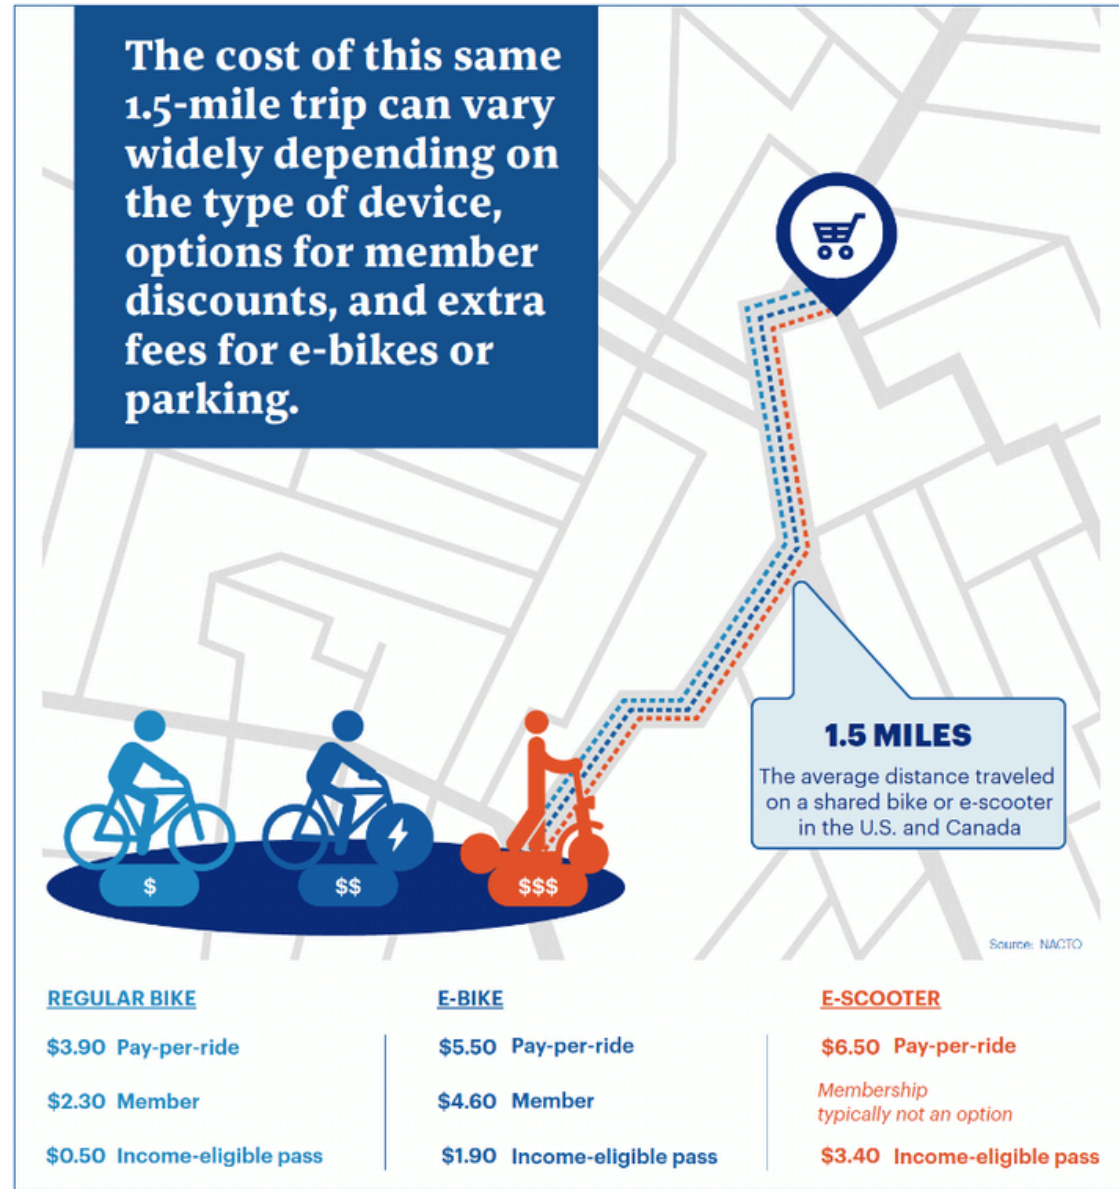 The cost of this same
1.5-mile trip can vary
widely depending on
the type of device,
options for member
discounts, and extra
fees for e-bikes or
parking.
1.5 MILES
The average distance traveled
on a shared bike or e-scooter
in the U.S. and Canada
$
$$
$$$
Source: NACTO
REGULAR BIKE
$3.90 Pay-per-ride
$2.30 Member
$0.50 Income-eligible pass
E-BIKE
$5.50 Pay-per-ride
$4.60 Member
$1.90 Income-eligible pass
E-SCOOTER
$6.50 Pay-per-ride
Membership
typically not an option
$3.40 Income-eligible pass